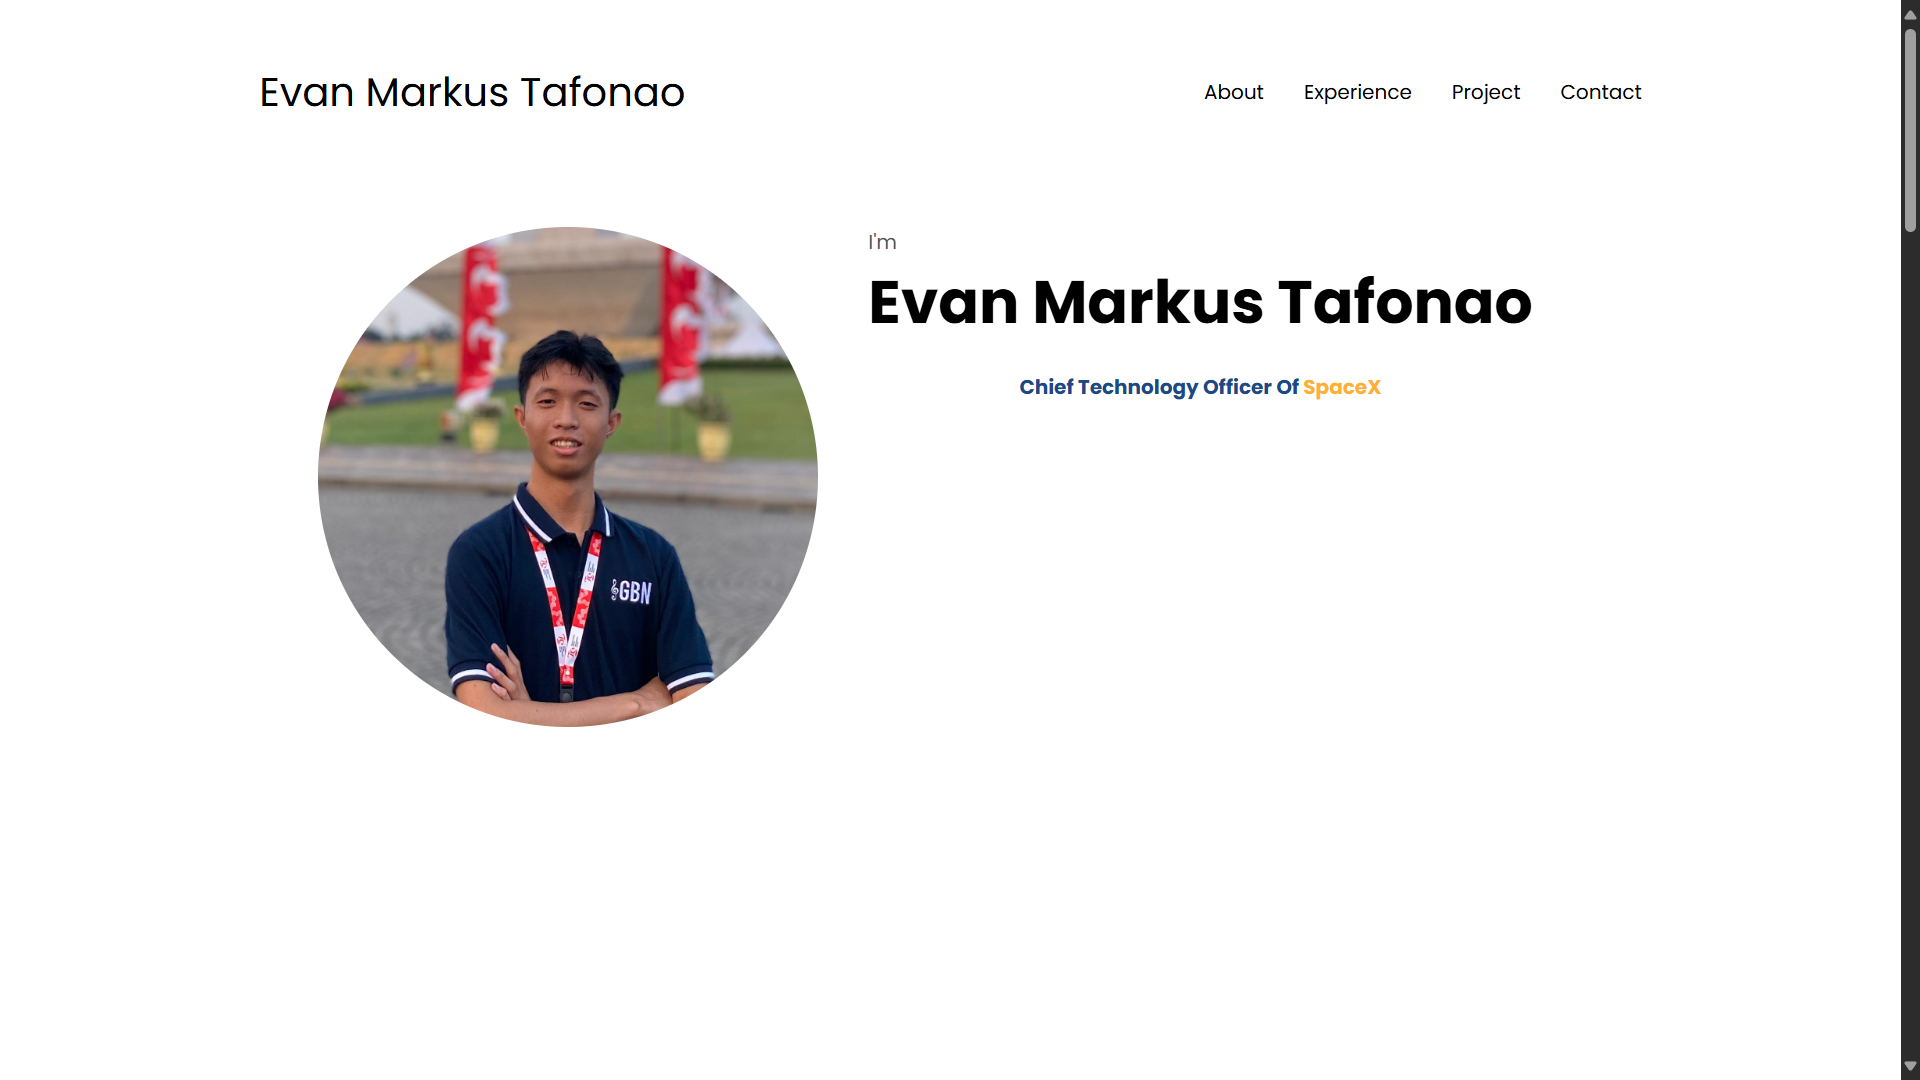 Evan Markus Tafonao
About Experience Project Contact
I'm
Evan Markus Tafonao
Chief Technology Officer Of SpaceX
GBN